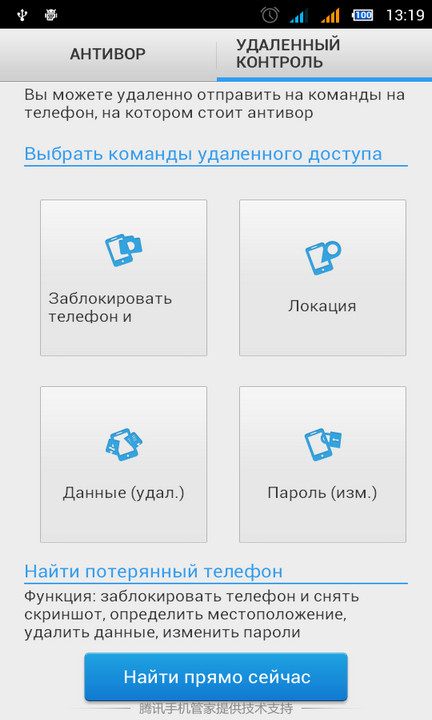 100 13:19
АНТИВОР
УДАЛЕННЫЙ
КОНТРОЛЬ
Вы можете удаленно отправить на команды на
телефон, на котором стоит антивор
Выбрать команды удаленного доступа
Заблокировать
телефон и
Локация
Данные (удал.)
Пароль (изм.)
Найти потерянный телефон
Функция: заблокировать телефон и снять
скриншот, определить местоположение,
удалить данные, изменить пароли
Найти прямо сейчас
腾讯手机管家提供技术支持